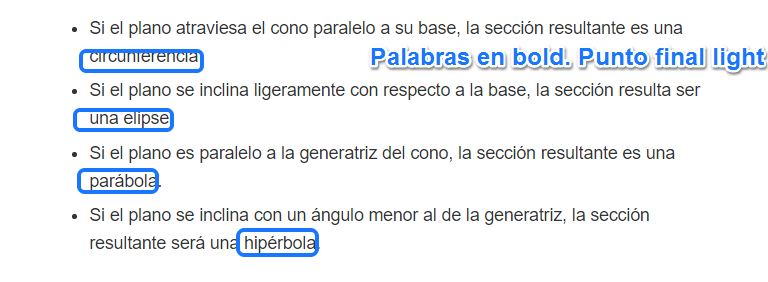 Si el plano atraviesa el cono paralelo a su base, la sección resultante es una
circunferencia
Palabras en bold. Punto final light
Si el plano se inclina ligeramente con respecto a la base, la sección resulta ser
una elipse
Si el plano es paralelo a la generatriz del cono, la sección resultante es una
parábola.
Si el plano se inclina con un ángulo menor al de la generatriz, la sección
resultante será una hipérbola.